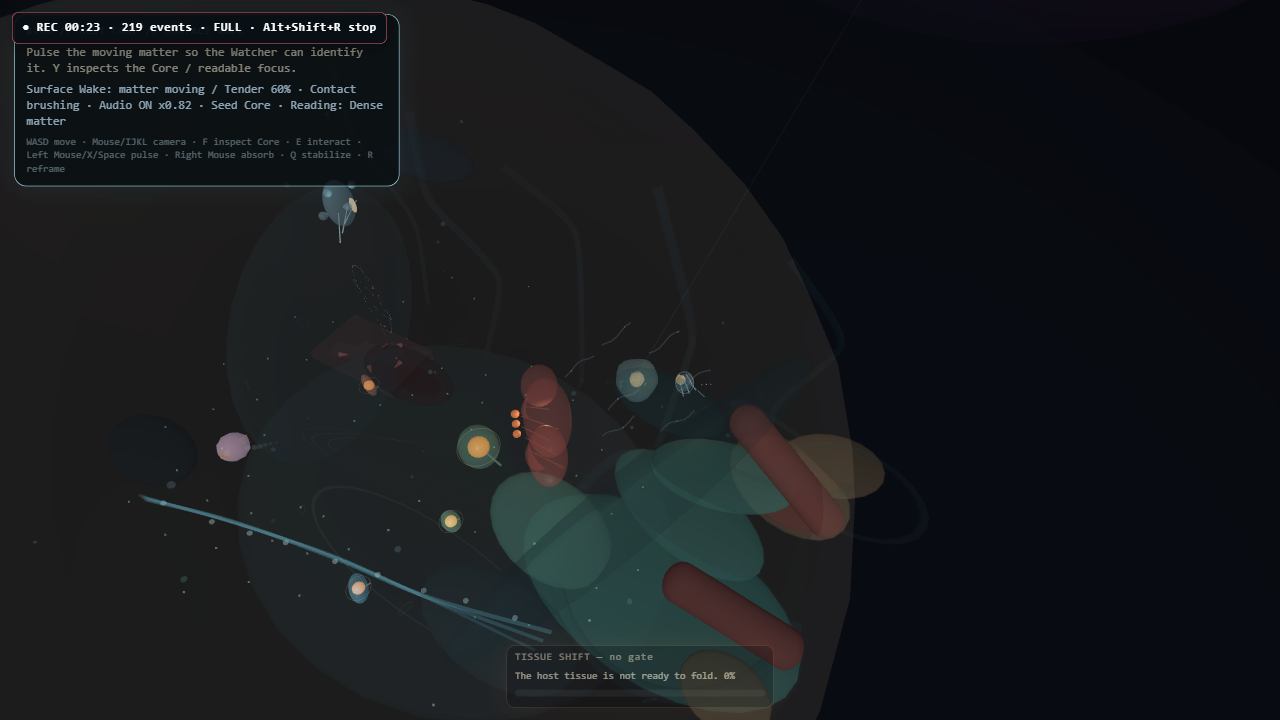 ● REC 00:23 · 219 events · FULL · Alt+Shift+R stop
Pulse the moving matter so the Watcher can identify
it. Y inspects the Core / readable focus.
Surface Wake: matter moving / Tender 60% · Contact
brushing · Audio ON x0.82 · Seed Core · Reading: Dense
matter
WASD move · Mouse/IJKL camera · F inspect Core · E interact ·
Left Mouse/X/Space pulse · Right Mouse absorb · Q stabilize · R
reframe
TISSUE SHIFT — no gate
The host tissue is not ready to fold. 0%